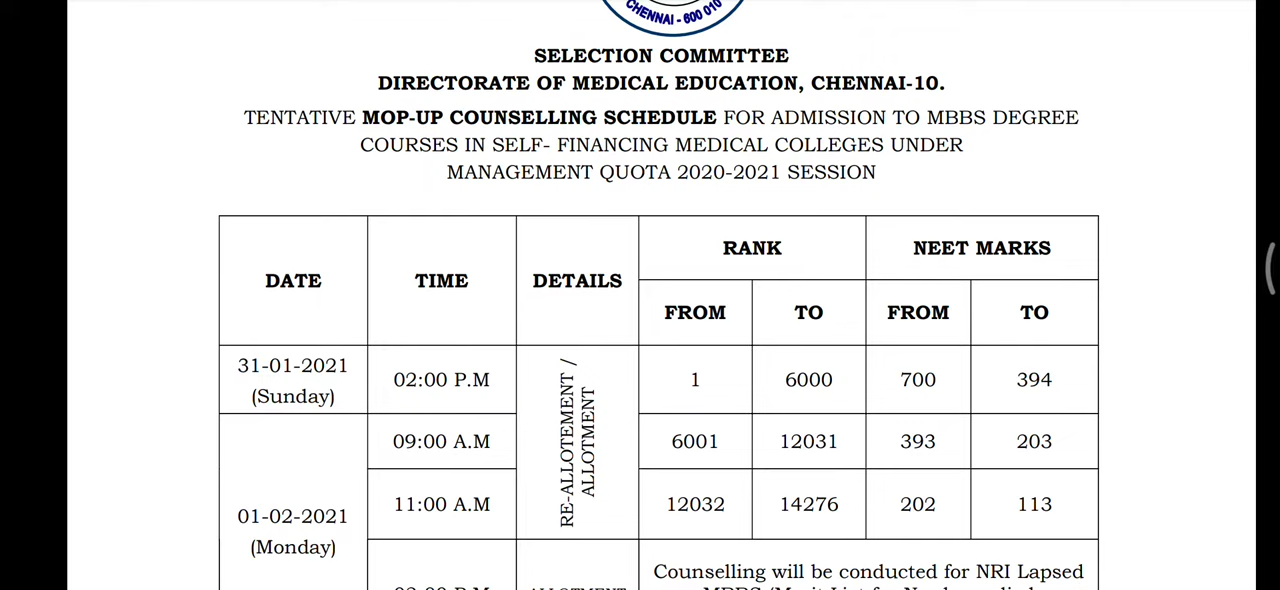 CHENNAI - 600 010
SELECTION COMMITTEE
DIRECTORATE OF MEDICAL EDUCATION, CHENNAI-10.
TENTATIVE MOP-UP COUNSELLING SCHEDULE FOR ADMISSION TO MBBS DEGREE
COURSES IN SELF- FINANCING MEDICAL COLLEGES UNDER
MANAGEMENT QUOTA 2020-2021 SESSION
DATE TIME DETAILS RANK NEET MARKS
FROM TO FROM TO
31-01-2021
(Sunday)
02:00 P.M
RE-ALLOTEMENT /
ALLOTMENT
1 6000 700 394
01-02-2021
(Monday)
09:00 A.M 6001 12031 393 203
11:00 A.M 12032 14276 202 113
Counselling will be conducted for NRI Lapsed